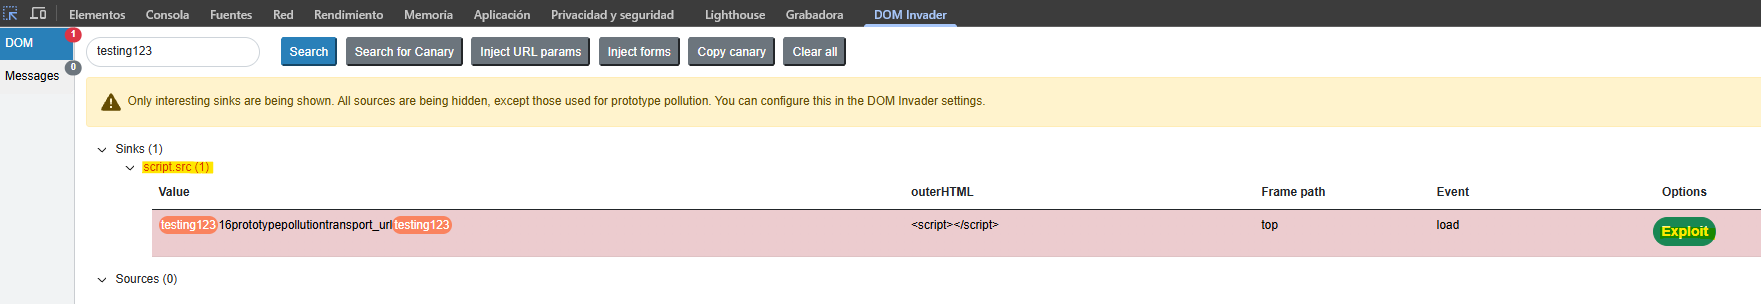 Elementos Consola Fuentes Red Rendimiento Memoria Aplicación Privacidad y seguridad Lighthouse Grabadora DOM Invader
DOM 1
Messages 0
testing123 Search Search for Canary Inject URL params Inject forms Copy canary Clear all
Only interesting sinks are being shown. All sources are being hidden, except those used for prototype pollution. You can configure this in the DOM Invader settings.
Sinks (1)
script.src (1)
Value outerHTML Frame path Event Options
testing12316prototypepollutiontransport_urltesting123 <script></script> top load Exploit
Sources (0)